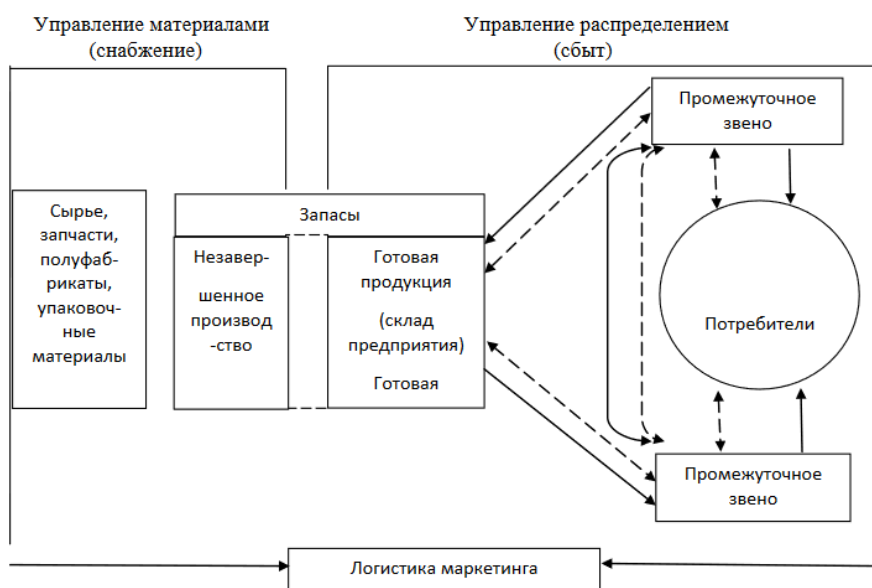 Управление материалами
(снабжение)
Управление распределением
(сбыт)
Промежуточное
звено
Сырье,
запчасти,
полуфаб-
рикаты,
упаковоч-
ные
материалы
Запасы
Незавер-
шенное
производ
-ство
Готовая
продукция
(склад
предприятия)
Готовая
Потребители
Промежуточное
звено
Логистика маркетинга